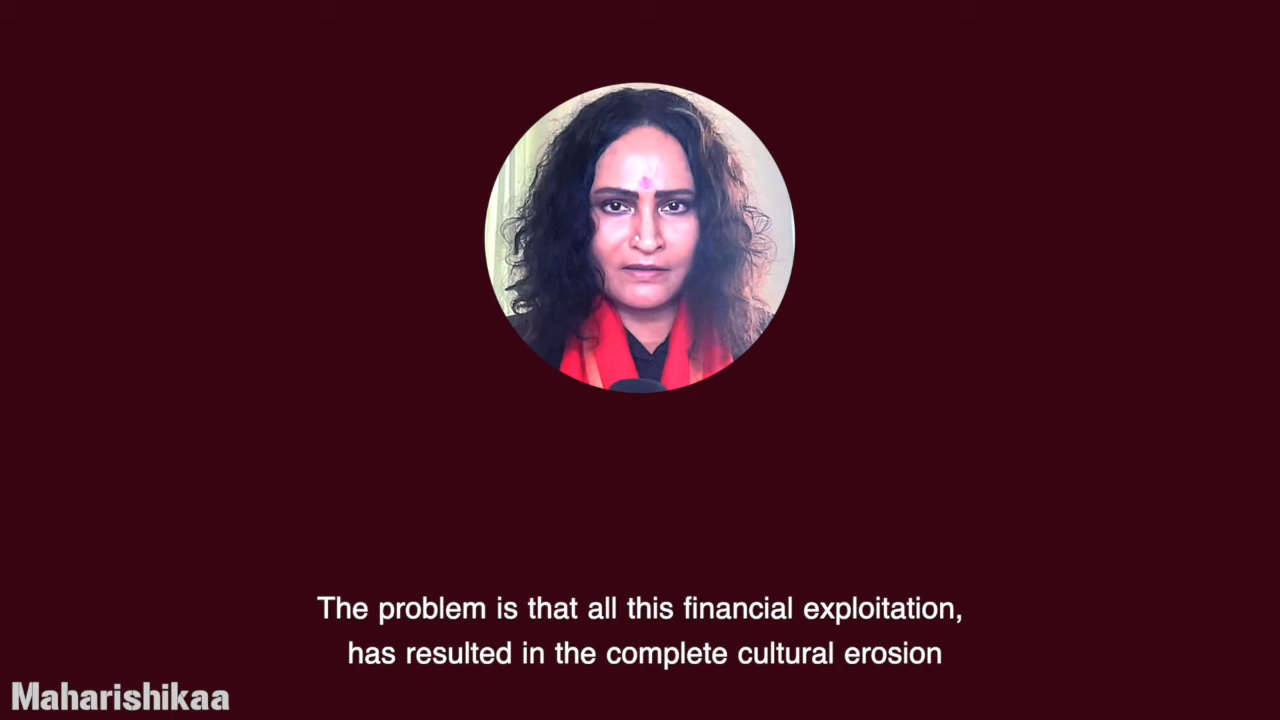 The problem is that all this financial exploitation,
has resulted in the complete cultural erosion
Maharishikaa